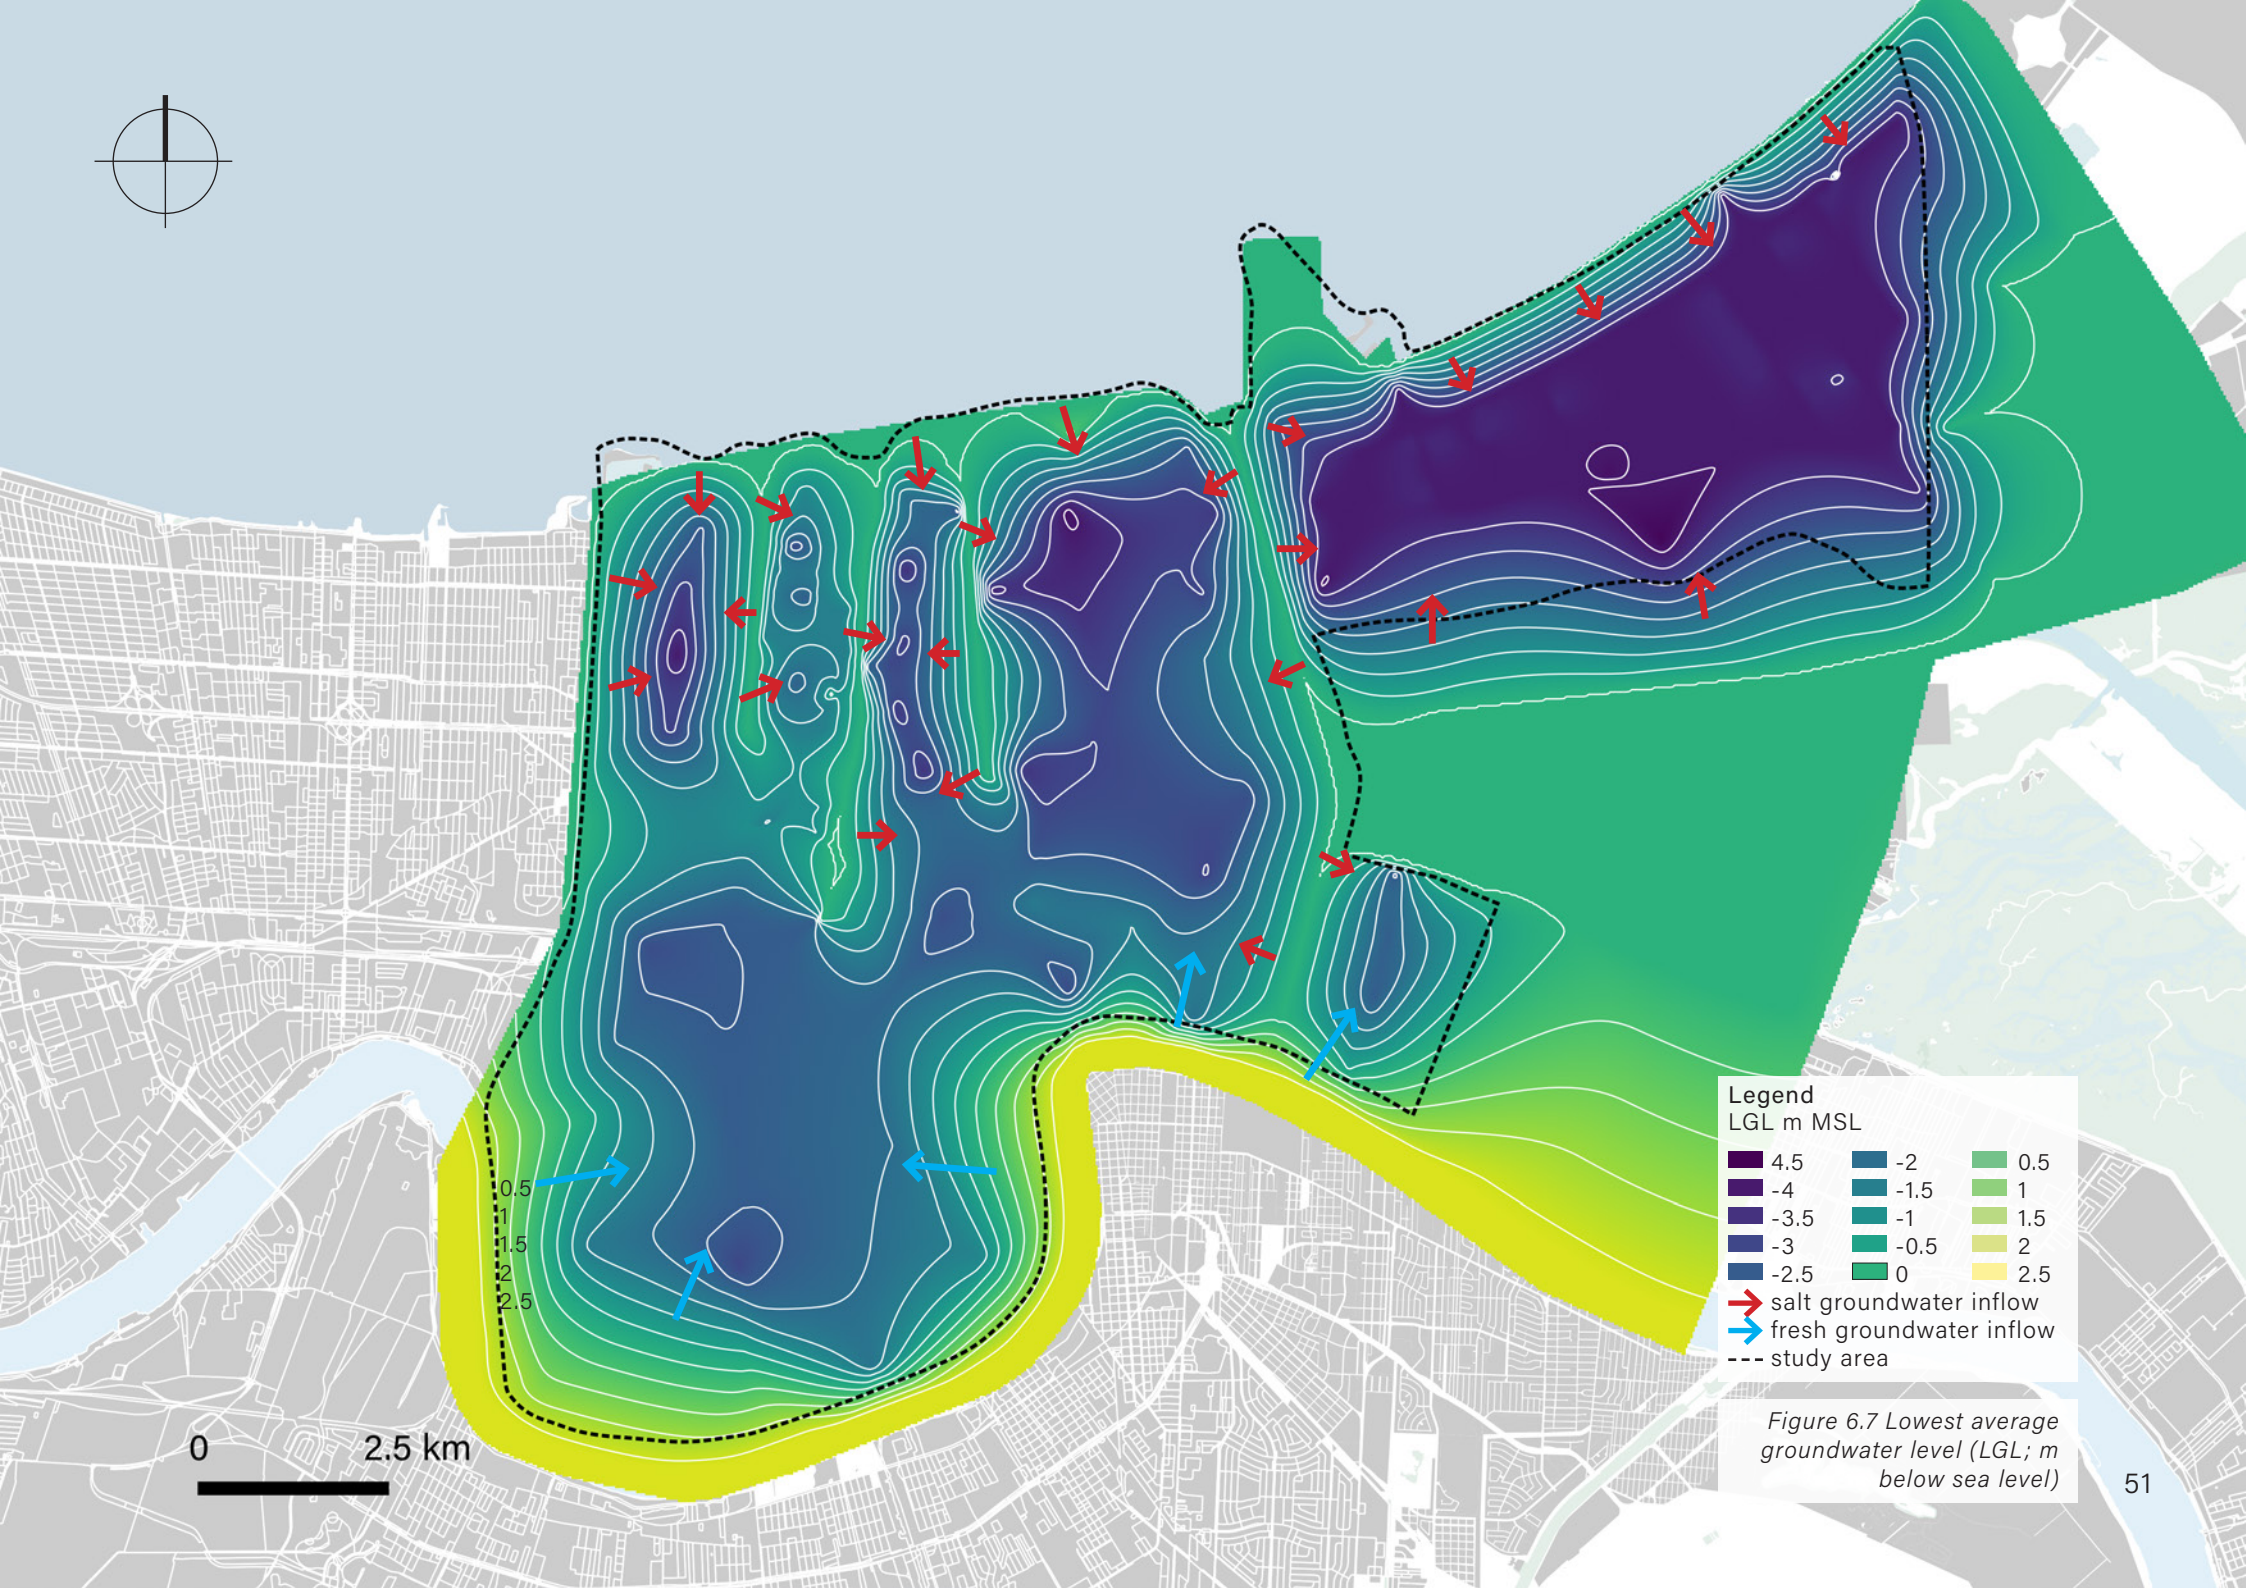 0.5
1
1.5
2
2.5
0 2.5 km
Legend
LGL m MSL
4.5 -2 0.5
-4 -1.5 1
-3.5 -1 1.5
-3 -0.5 2
-2.5 0 2.5
salt groundwater inflow
fresh groundwater inflow
study area
Figure 6.7 Lowest average
groundwater level (LGL; m
below sea level)
51